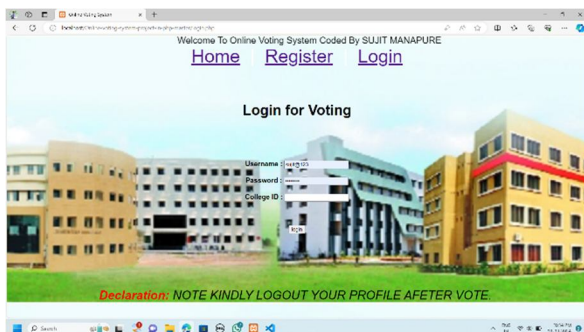 Online Voting System
Welcome To Online Voting System Coded By SUJIT MANAPURE
Home Register Login
Login for Voting
Username :
Password :
College ID :
login
Declaration: NOTE KINDLY LOGOUT YOUR PROFILE AFETER VOTE.
Search